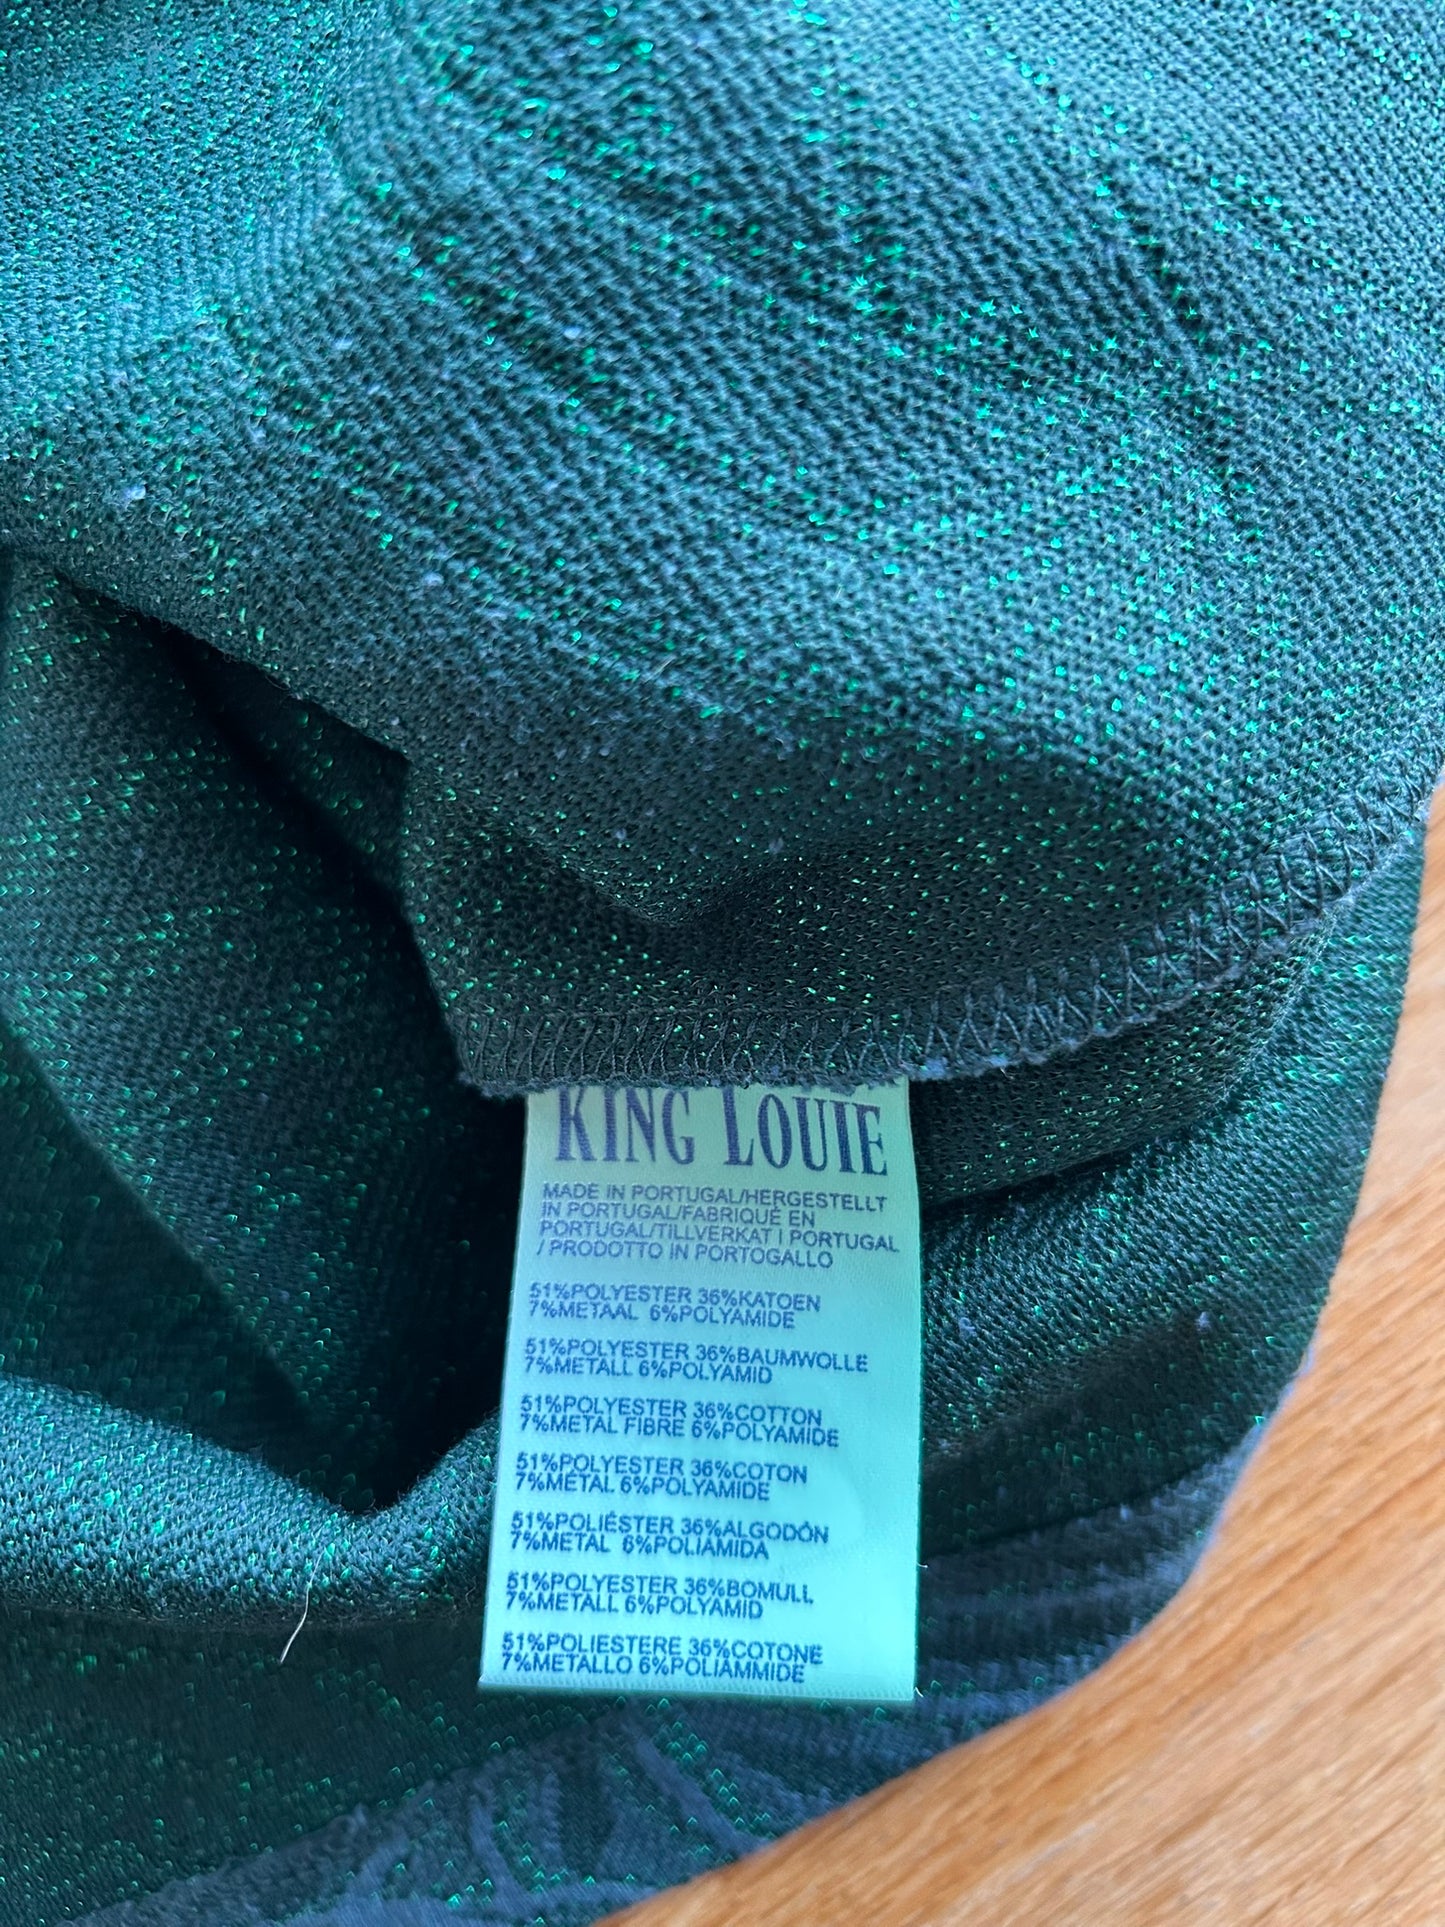 KING LOUIE
MADE IN PORTUGAL/HERGESTELLT
IN PORTUGAL/FABRIQUÉ EN
PORTUGAL/TILLVERKAT I PORTUGAL
/ PRODOTTO IN PORTOGALLO
51%POLYESTER 36%KATOEN
7%METAAL 6%POLYAMIDE
51%POLYESTER 36%BAUMWOLLE
7%METALL 6%POLYAMID
51%POLYESTER 36%COTTON
7%METAL FIBRE 6%POLYAMIDE
51%POLYESTER 36%COTON
7%MÉTAL 6%POLYAMIDE
51%POLIÉSTER 36%ALGODÓN
7%METAL 6%POLIAMIDA
51%POLYESTER 36%BOMULL
7%METALL 6%POLYAMID
51%POLIESTERE 36%COTONE
7%METALLO 6%POLIAMMIDE